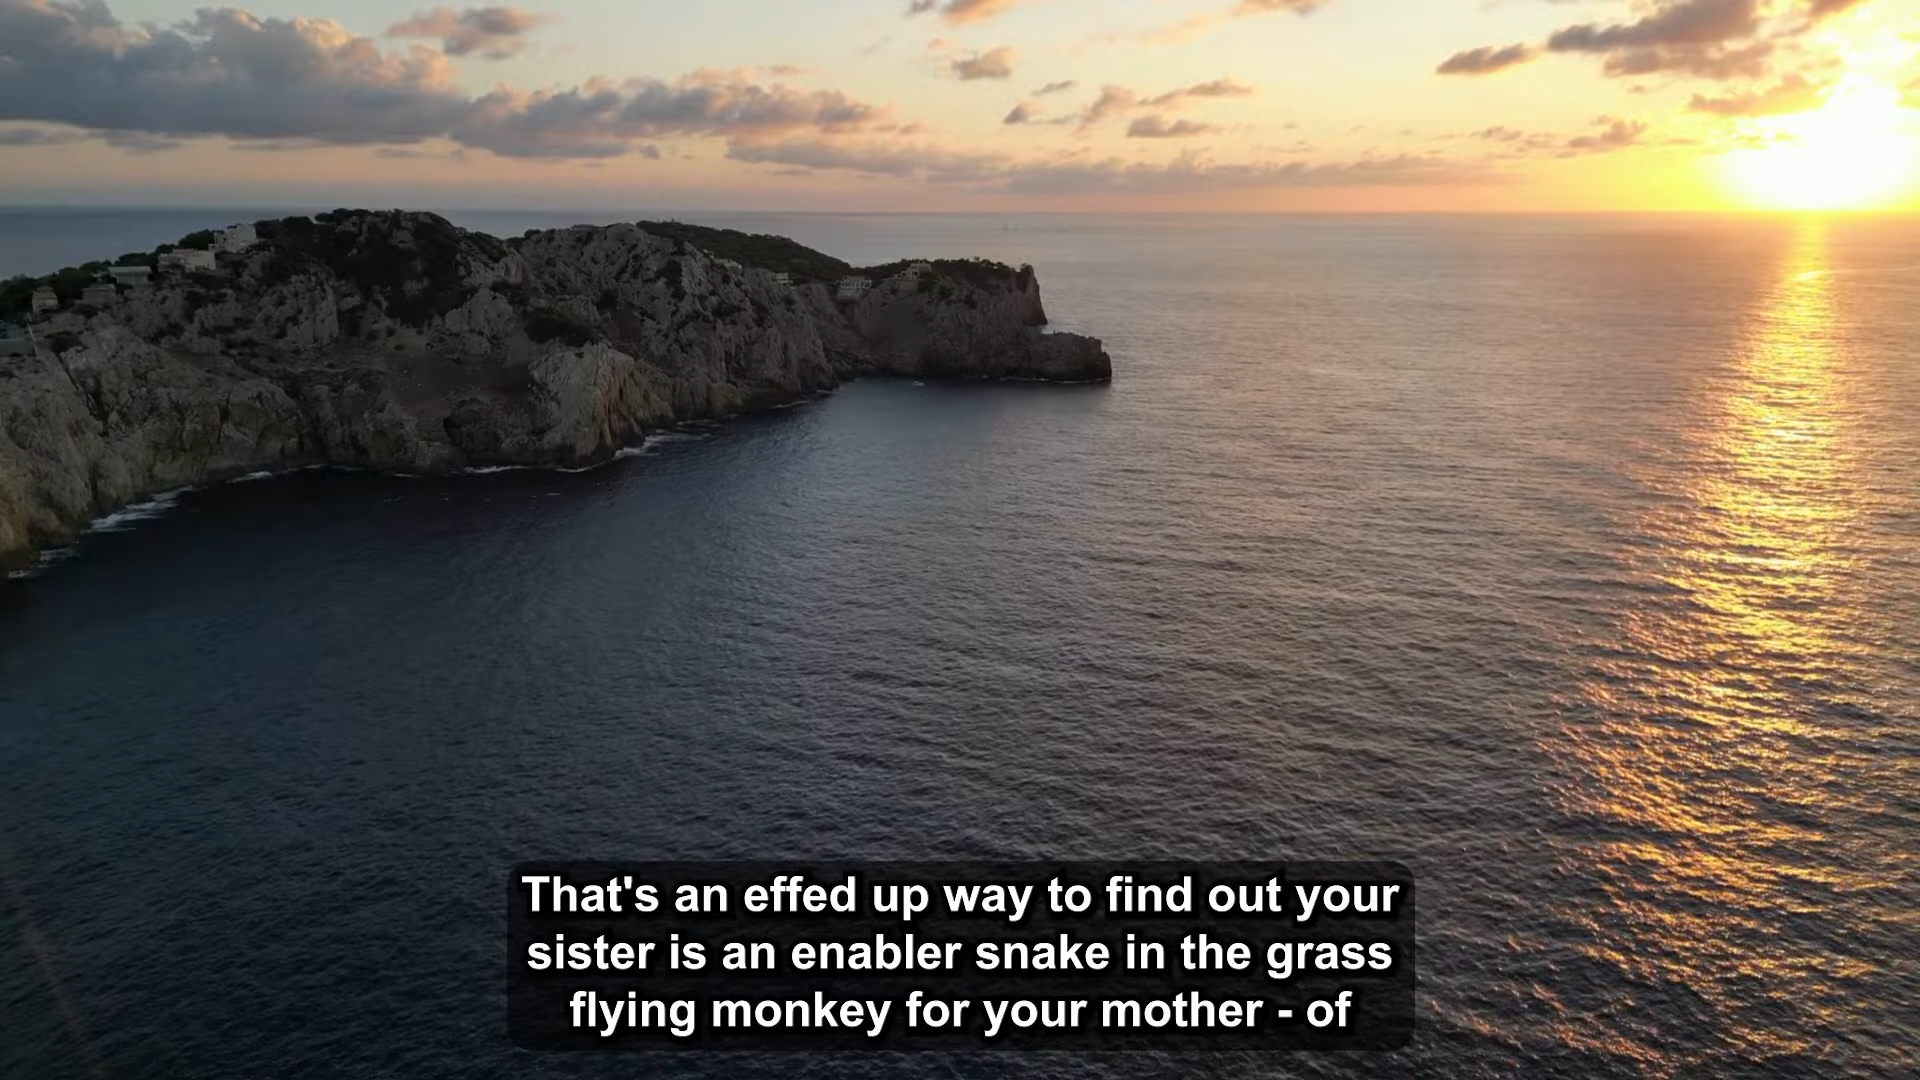 That's an effed up way to find out your
sister is an enabler snake in the grass
flying monkey for your mother - of